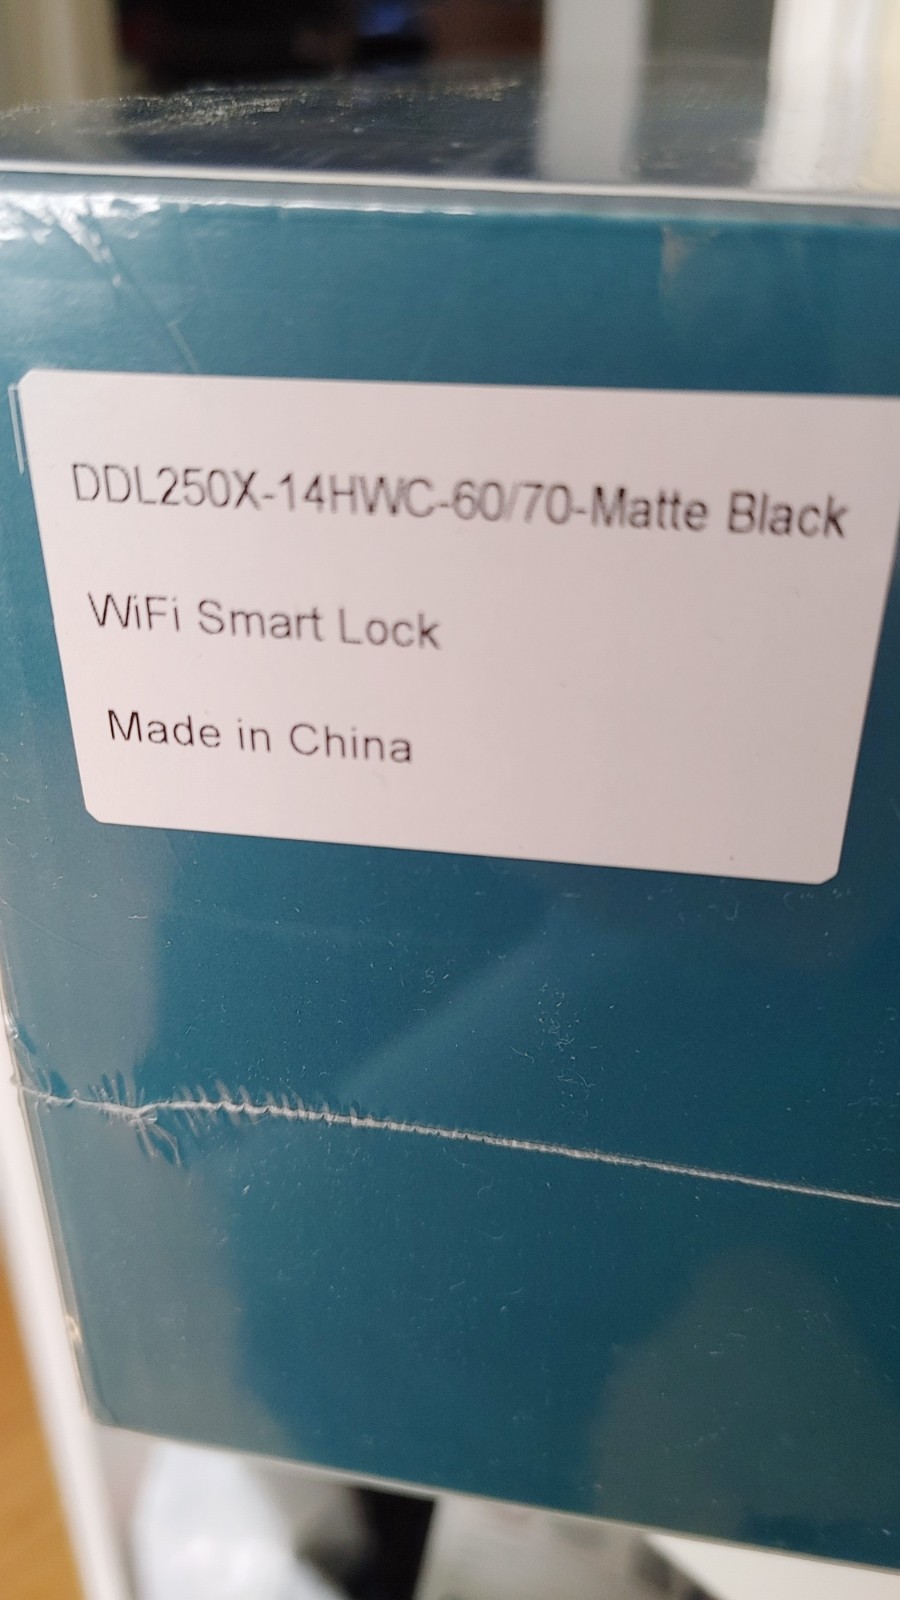 DDL250X-14HWC-60/70-Matte Black
WiFi Smart Lock
Made in China